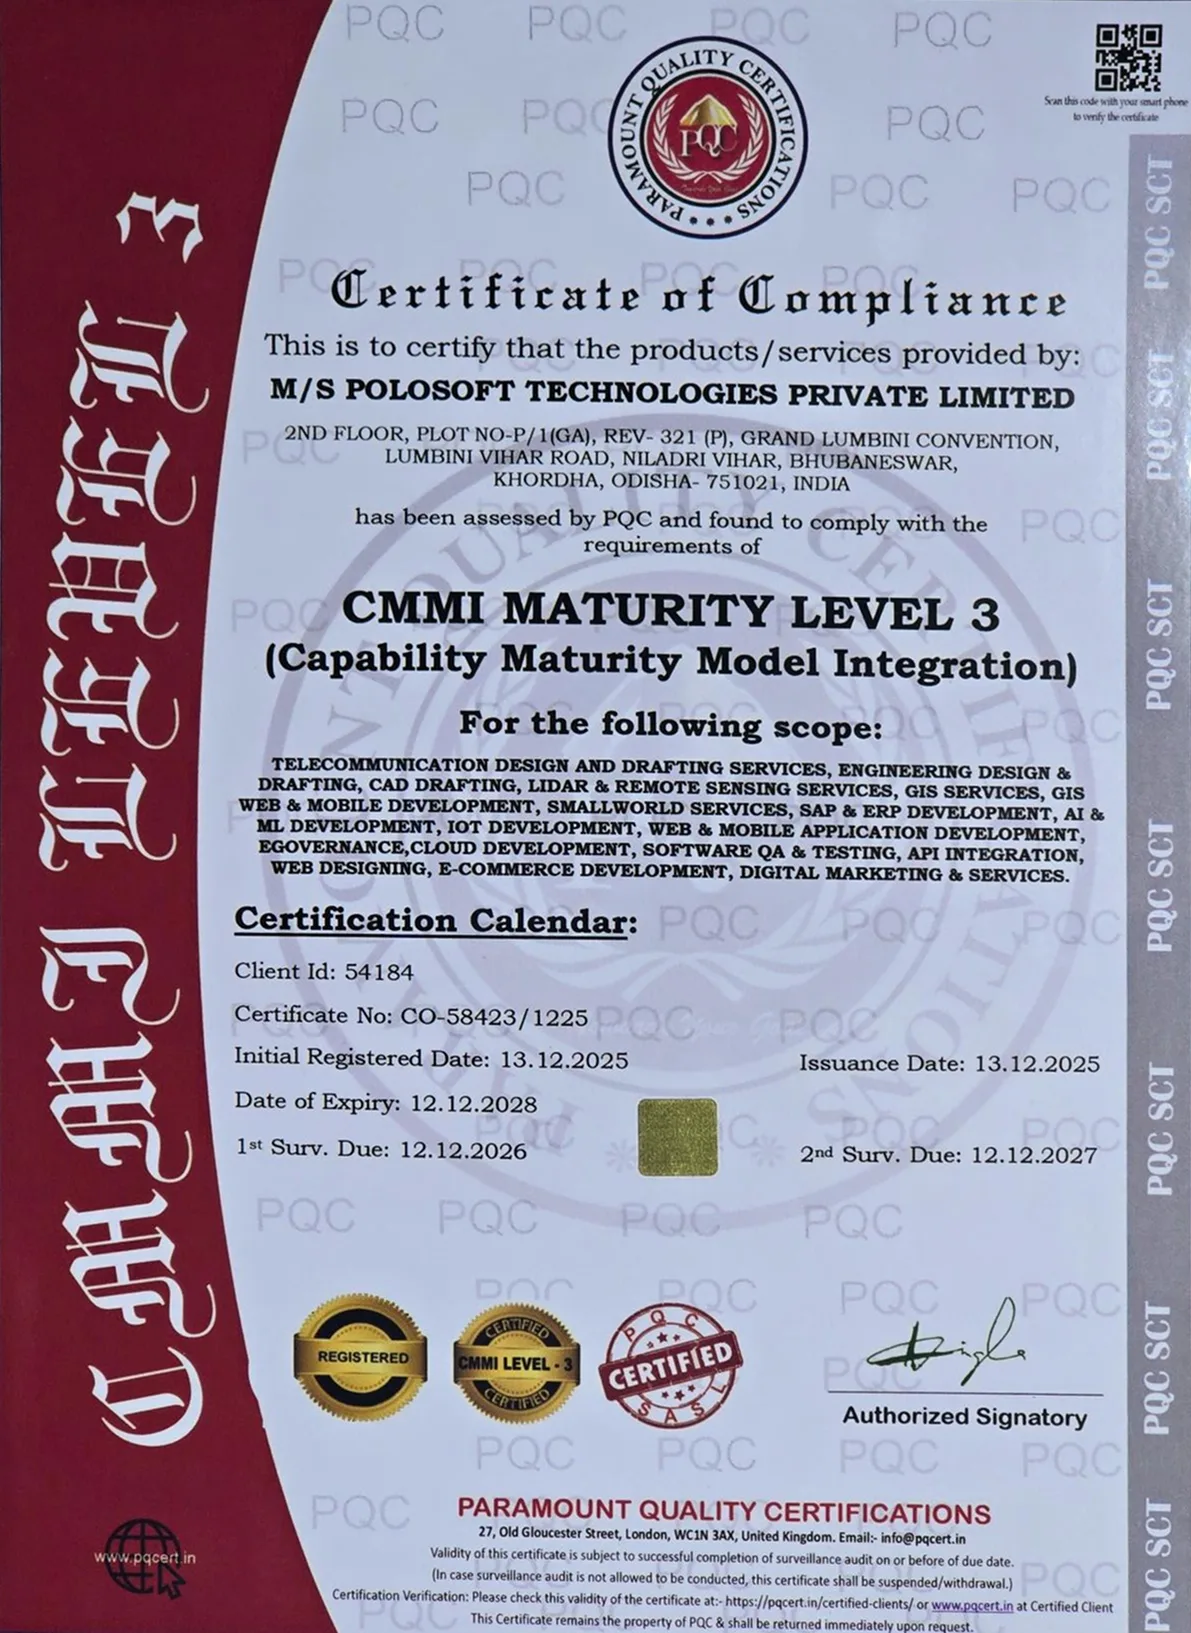 Scan this code with your smart phone
to verify the certificate
PARAMOUNT QUALITY CERTIFICATIONS
PQC
Certificate of Compliance
This is to certify that the products/services provided by:
M/S POLOSOFT TECHNOLOGIES PRIVATE LIMITED
2ND FLOOR, PLOT NO-P/1(GA), REV- 321 (P), GRAND LUMBINI CONVENTION,
LUMBINI VIHAR ROAD, NILADRI VIHAR, BHUBANESWAR,
KHORDHA, ODISHA- 751021, INDIA
has been assessed by PQC and found to comply with the
requirements of
CMMI MATURITY LEVEL 3
(Capability Maturity Model Integration)
For the following scope:
TELECOMMUNICATION DESIGN AND DRAFTING SERVICES, ENGINEERING DESIGN &
DRAFTING, CAD DRAFTING, LIDAR & REMOTE SENSING SERVICES, GIS SERVICES, GIS
WEB & MOBILE DEVELOPMENT, SMALLWORLD SERVICES, SAP & ERP DEVELOPMENT, AI &
ML DEVELOPMENT, IOT DEVELOPMENT, WEB & MOBILE APPLICATION DEVELOPMENT,
EGOVERNANCE,CLOUD DEVELOPMENT, SOFTWARE QA & TESTING, API INTEGRATION,
WEB DESIGNING, E-COMMERCE DEVELOPMENT, DIGITAL MARKETING & SERVICES.
Certification Calendar:
Client Id: 54184
Certificate No: CO-58423/1225
Initial Registered Date: 13.12.2025
Issuance Date: 13.12.2025
Date of Expiry: 12.12.2028
1st Surv. Due: 12.12.2026
2nd Surv. Due: 12.12.2027
REGISTERED
CERTIFIED
CMMI LEVEL - 3
CERTIFIED
PQC
CERTIFIED
SASL
Authorized Signatory
PARAMOUNT QUALITY CERTIFICATIONS
27, Old Gloucester Street, London, WC1N 3AX, United Kingdom. Email:- info@pqcert.in
Validity of this certificate is subject to successful completion of surveillance audit on or before of due date.
(In case surveillance audit is not allowed to be conducted, this certificate shall be suspended/withdrawal.)
Certification Verification: Please check this validity of the certificate at:- https://pqcert.in/certified-clients/ or www.pqcert.in at Certified Client
This Certificate remains the property of PQC & shall be returned immediately upon request.
CMMI LEVEL 3
www.pqcert.in
PQC SCT PQC SCT PQC SCT PQC SCT PQC SCT PQC SCT PQC SCT